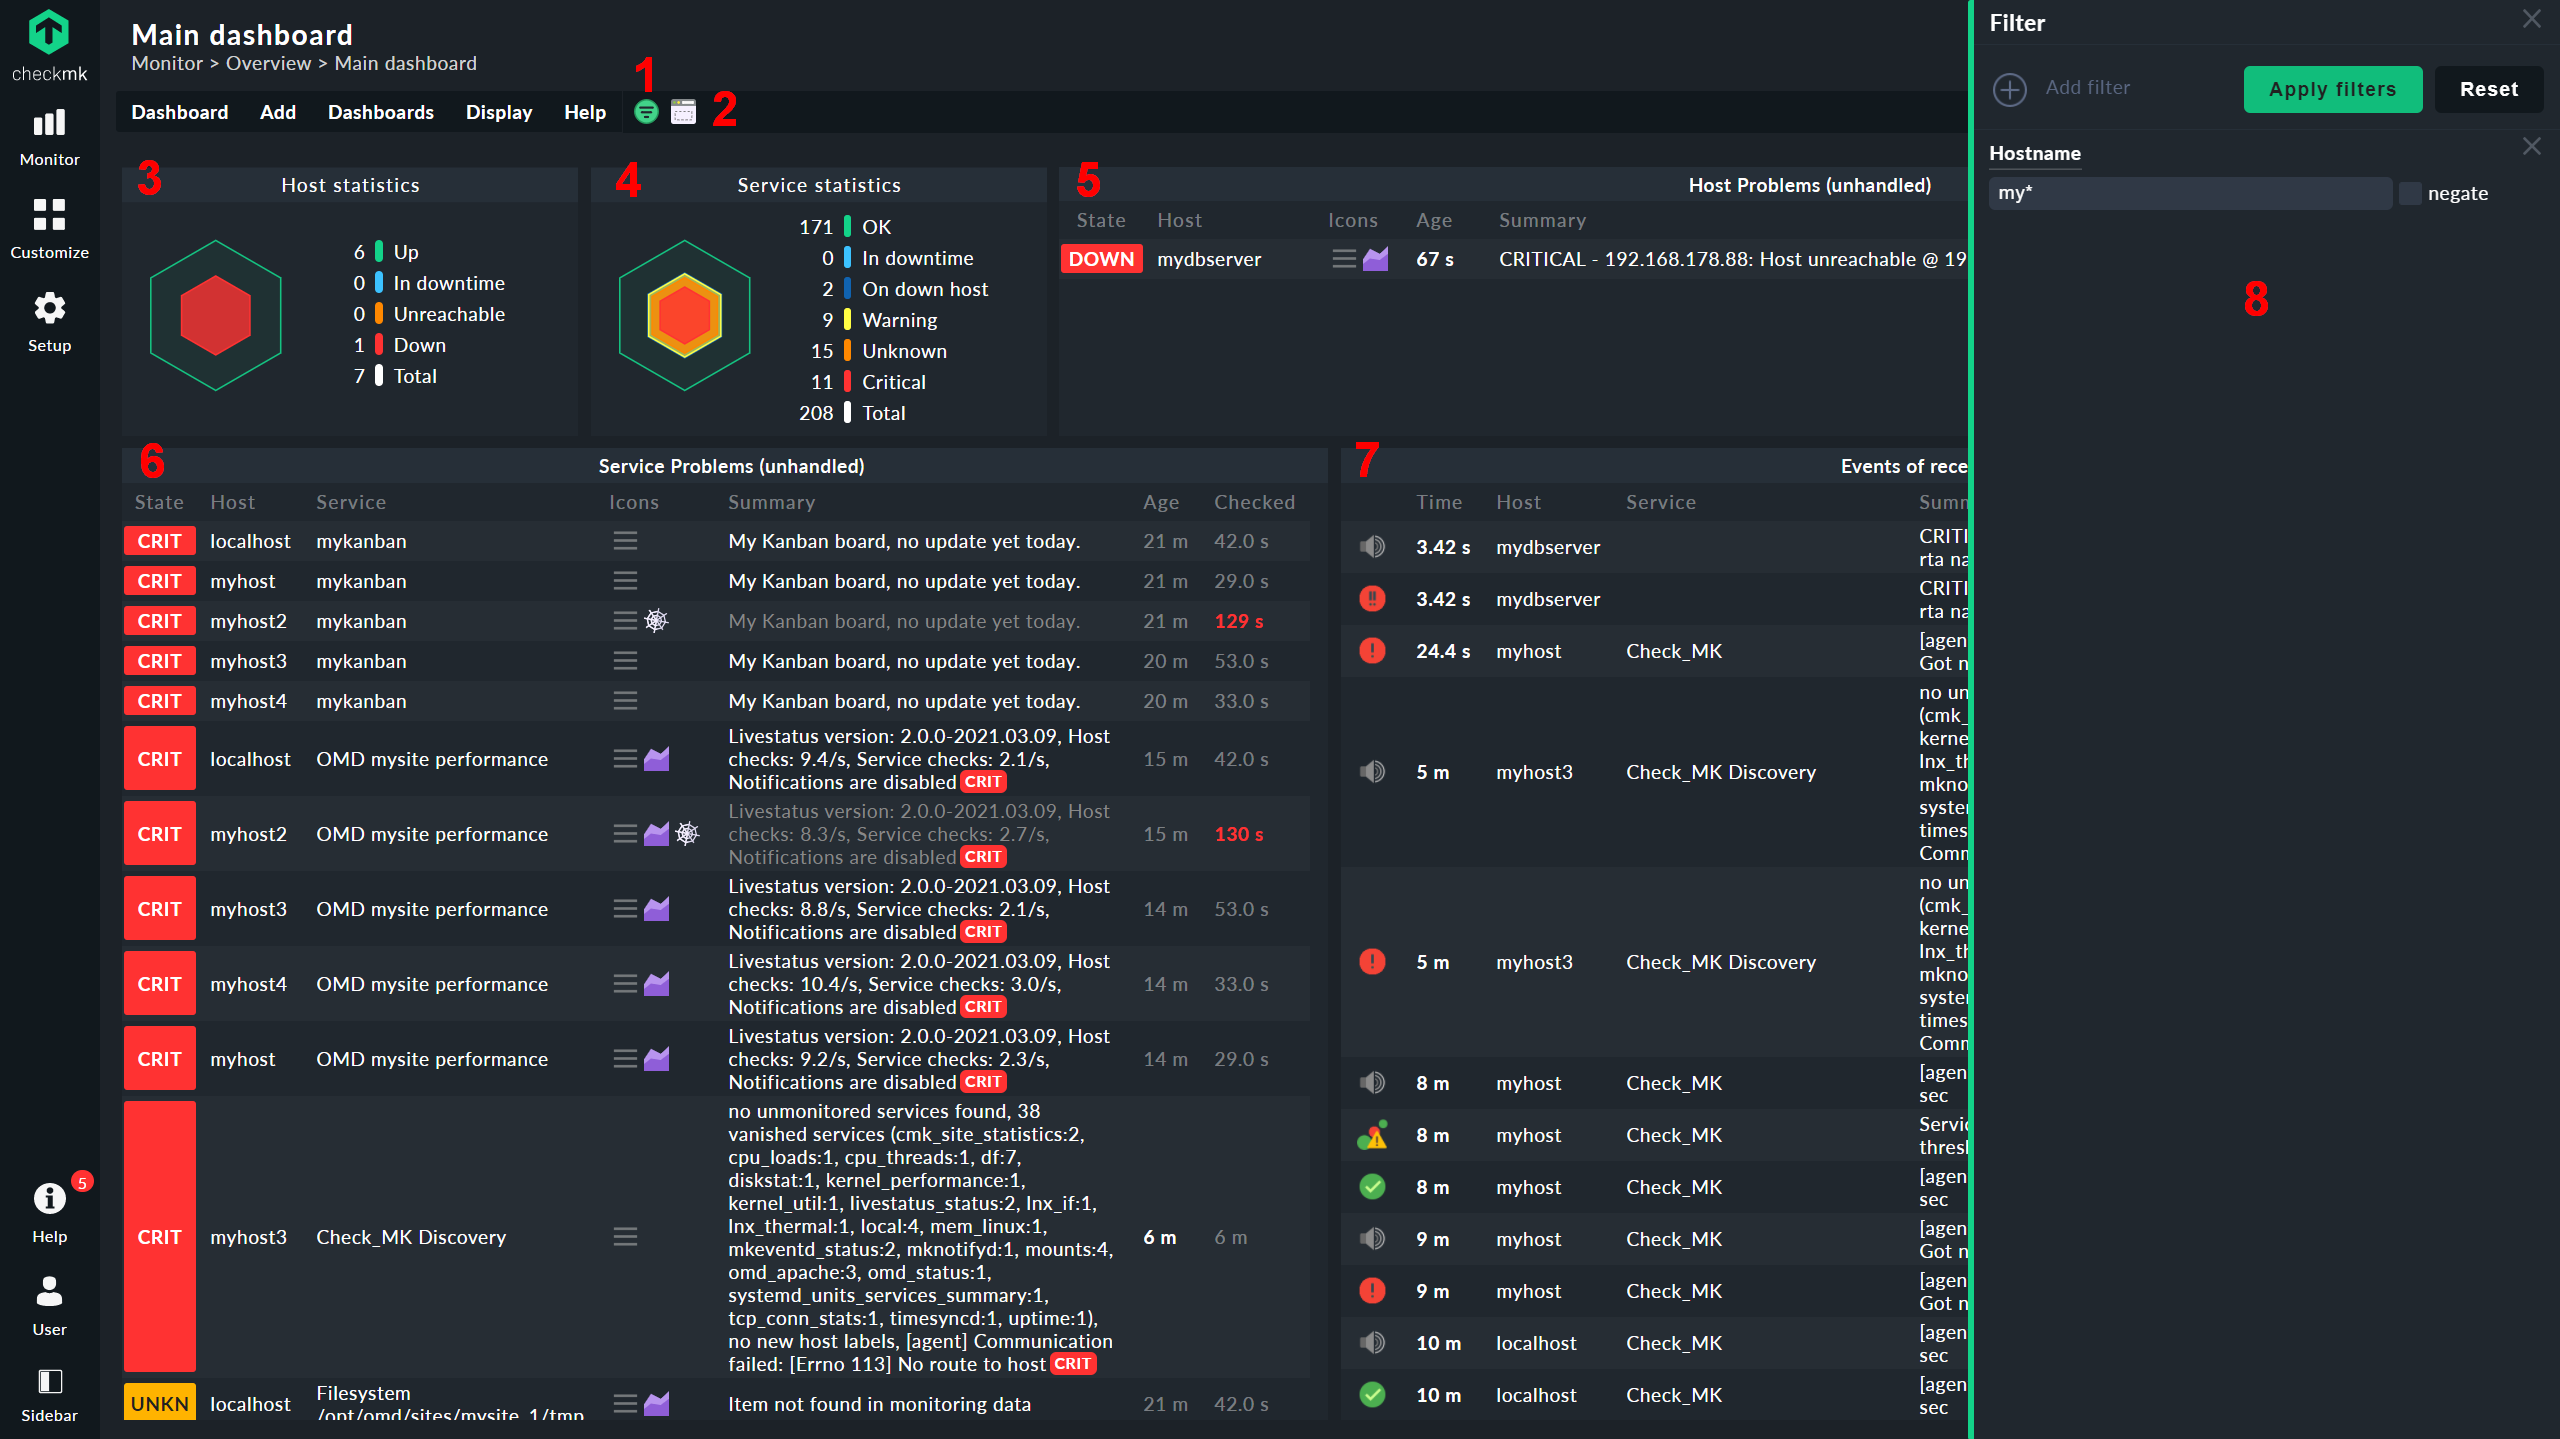 checkmk
Monitor
Customize
Setup
5
Help
User
Sidebar
Main dashboard
Monitor > Overview > Main dashboard
Dashboard Add Dashboards Display Help
1
2
3
Host statistics
6 Up
0 In downtime
0 Unreachable
1 Down
7 Total
4
Service statistics
171 OK
0 In downtime
2 On down host
9 Warning
15 Unknown
11 Critical
208 Total
5
Host Problems (unhandled)
State Host Icons Age Summary
DOWN mydbserver 67 s CRITICAL - 192.168.178.88: Host unreachable @ 19
6
Service Problems (unhandled)
State Host Service Icons Summary Age Checked
CRIT localhost mykanban My Kanban board, no update yet today. 21 m 42.0 s
CRIT myhost mykanban My Kanban board, no update yet today. 21 m 29.0 s
CRIT myhost2 mykanban My Kanban board, no update yet today. 21 m 129 s
CRIT myhost3 mykanban My Kanban board, no update yet today. 20 m 53.0 s
CRIT myhost4 mykanban My Kanban board, no update yet today. 20 m 33.0 s
CRIT localhost OMD mysite performance
Livestatus version: 2.0.0-2021.03.09, Host
checks: 9.4/s, Service checks: 2.1/s,
Notifications are disabled CRIT
15 m 42.0 s
CRIT myhost2 OMD mysite performance
Livestatus version: 2.0.0-2021.03.09, Host
checks: 8.3/s, Service checks: 2.7/s,
Notifications are disabled CRIT
15 m 130 s
CRIT myhost3 OMD mysite performance
Livestatus version: 2.0.0-2021.03.09, Host
checks: 8.8/s, Service checks: 2.1/s,
Notifications are disabled CRIT
14 m 53.0 s
CRIT myhost4 OMD mysite performance
Livestatus version: 2.0.0-2021.03.09, Host
checks: 10.4/s, Service checks: 3.0/s,
Notifications are disabled CRIT
14 m 33.0 s
CRIT myhost OMD mysite performance
Livestatus version: 2.0.0-2021.03.09, Host
checks: 9.2/s, Service checks: 2.3/s,
Notifications are disabled CRIT
14 m 29.0 s
CRIT myhost3 Check_MK Discovery
no unmonitored services found, 38
vanished services (cmk_site_statistics:2,
cpu_loads:1, cpu_threads:1, df:7,
diskstat:1, kernel_performance:1,
kernel_util:1, livestatus_status:2, lnx_if:1,
lnx_thermal:1, local:4, mem_linux:1,
mkeventd_status:2, mknotifyd:1, mounts:4,
omd_apache:3, omd_status:1,
systemd_units_services_summary:1,
tcp_conn_stats:1, timesyncd:1, uptime:1),
no new host labels, [agent] Communication
failed: [Errno 113] No route to host CRIT
6 m 6 m
UNKN localhost
Filesystem
/opt/omd/sites/mysite_1/tmp
Item not found in monitoring data 21 m 42.0 s
7
Events of rece
Time Host Service Sum
3.42 s mydbserver
CRITI
rta na
3.42 s mydbserver
CRITI
rta na
24.4 s myhost Check_MK
[agen
Got n
5 m myhost3 Check_MK Discovery
no un
(cmk_
kerne
lnx_th
mkno
syste
times
Comm
5 m myhost3 Check_MK Discovery
no un
(cmk_
kerne
lnx_th
mkno
syste
times
Comm
8 m myhost Check_MK
[agen
sec
8 m myhost Check_MK
Servic
thresh
8 m myhost Check_MK
[agen
sec
9 m myhost Check_MK
[agen
Got n
9 m myhost Check_MK
[agen
Got n
10 m localhost Check_MK
[agen
sec
10 m localhost Check_MK
[agen
sec
Filter
Add filter Apply filters Reset
Hostname
my* negate
8